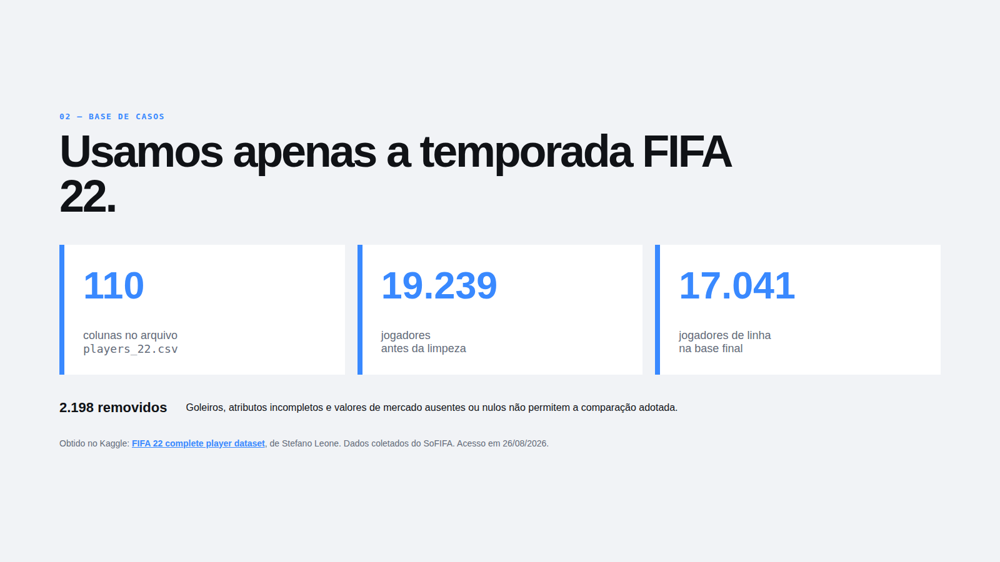 02 — BASE DE CASOS
Usamos apenas a temporada FIFA
22.
110
colunas no arquivo
players_22.csv
19.239
jogadores
antes da limpeza
17.041
jogadores de linha
na base final
2.198 removidos
Goleiros, atributos incompletos e valores de mercado ausentes ou nulos não permitem a comparação adotada.
Obtido no Kaggle: FIFA 22 complete player dataset, de Stefano Leone. Dados coletados do SoFIFA. Acesso em 26/08/2026.